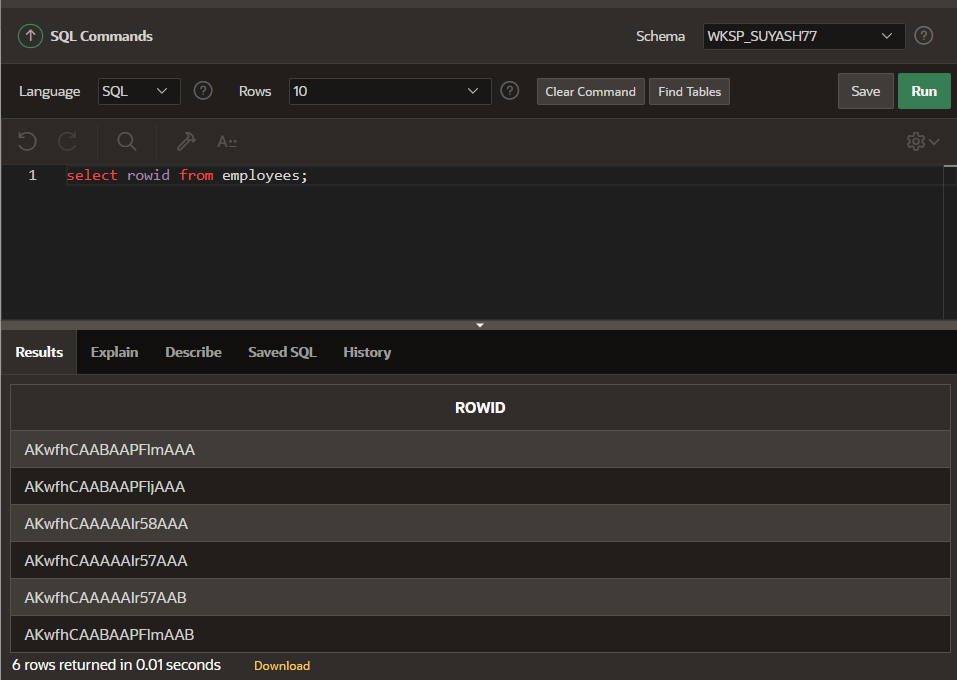 SQL Commands Schema WKSP_SUYASH77 ?
Language SQL ? Rows 10 ? Clear Command Find Tables Save Run
A::
1 select rowid from employees;
Results Explain Describe Saved SQL History
ROWID
AKwfhCAABAAPFlmAAA
AKwfhCAABAAPFljAAA
AKwfhCAAAAAIr58AAA
AKwfhCAAAAAIr57AAA
AKwfhCAAAAAIr57AAB
AKwfhCAABAAPFlmAAB
6 rows returned in 0.01 seconds Download